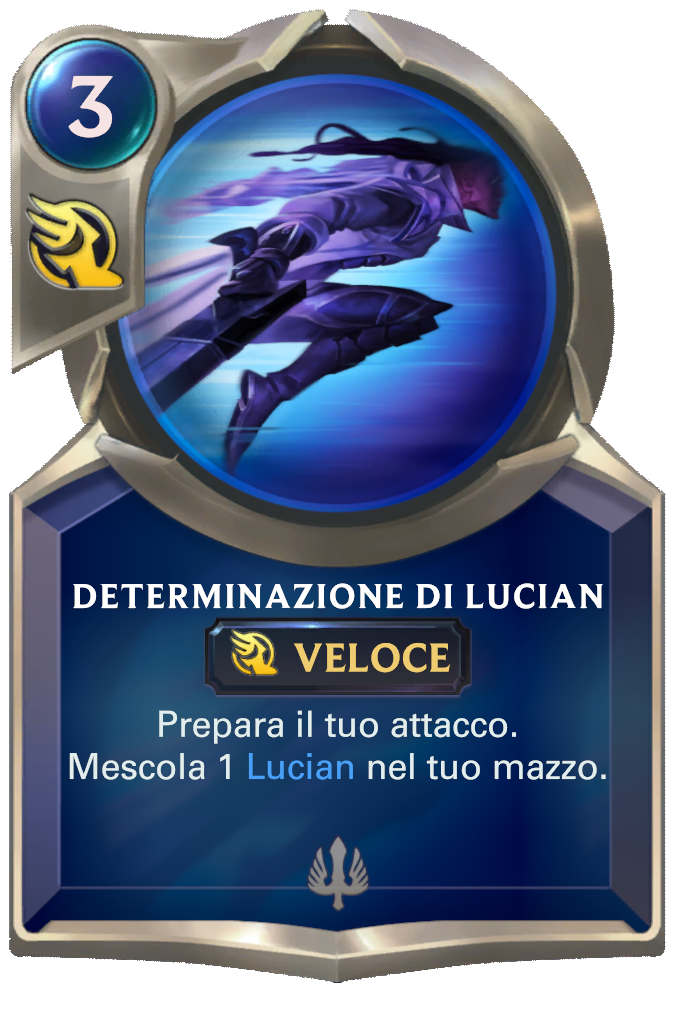 3
DETERMINAZIONE DI LUCIAN
VELOCE
Prepara il tuo attacco.
Mescola 1 Lucian nel tuo mazzo.